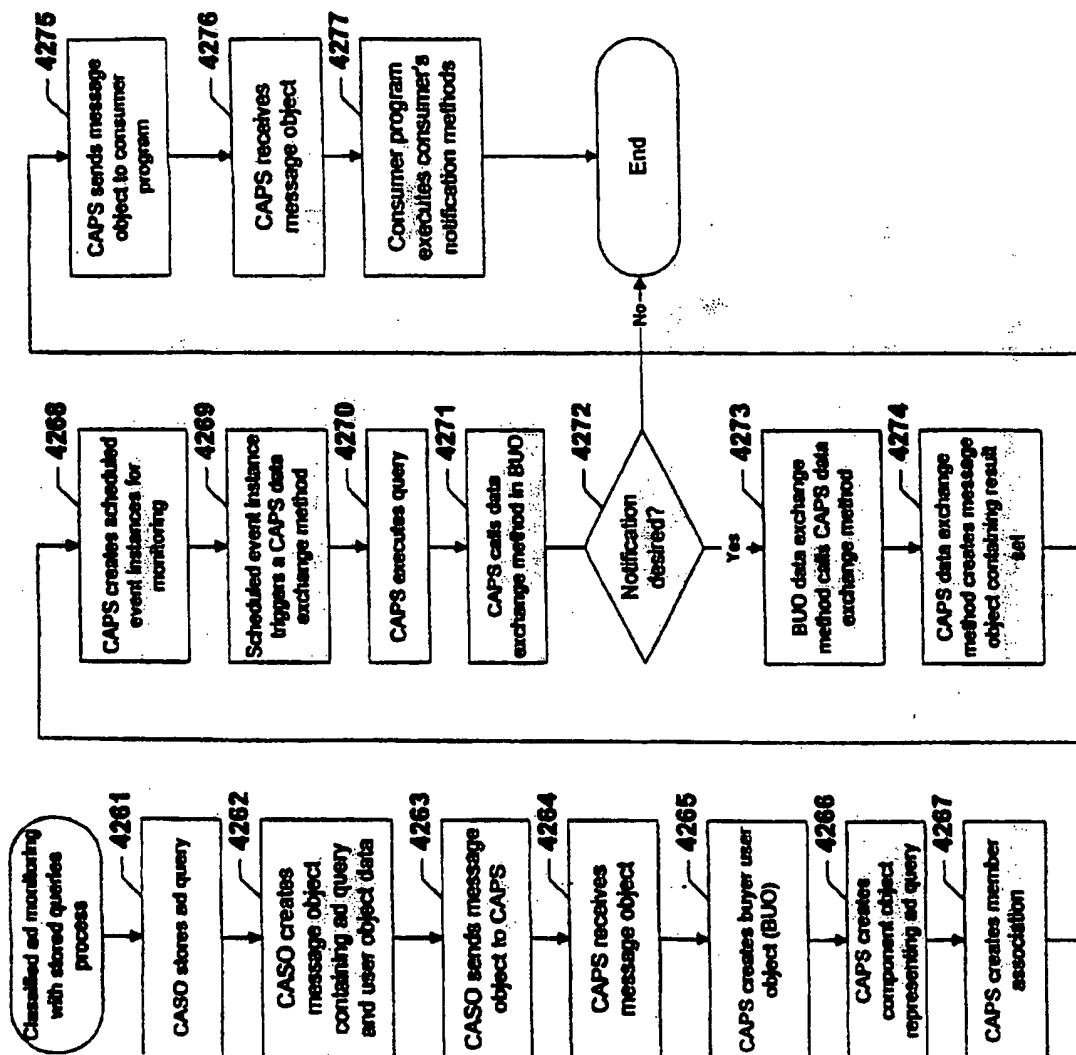 Classified ad monitoring
with stored queries
process
4261
CASO stores ad query
4262
CASO creates
message object
containing ad query
and user object data
4263
CASO sends message
object to CAPS
4264
CAPS receives
message object
4265
CAPS creates buyer user
object (BUO)
4266
CAPS creates
component object
representing ad query
4267
CAPS creates member
association
4268
CAPS creates scheduled
event instances for
monitoring
4269
Scheduled event instance
triggers a CAPS data
exchange method
4270
CAPS executes query
4271
CAPS calls data
exchange method in BUO
4272
Notification
desired?
No
Yes
4273
BUO data exchange
method calls CAPS data
exchange method
4274
CAPS data exchange
method creates message
object containing result
set
4275
CAPS sends message
object to consumer
program
4276
CAPS receives
message object
4277
Consumer program
executes consumer's
notification methods
End